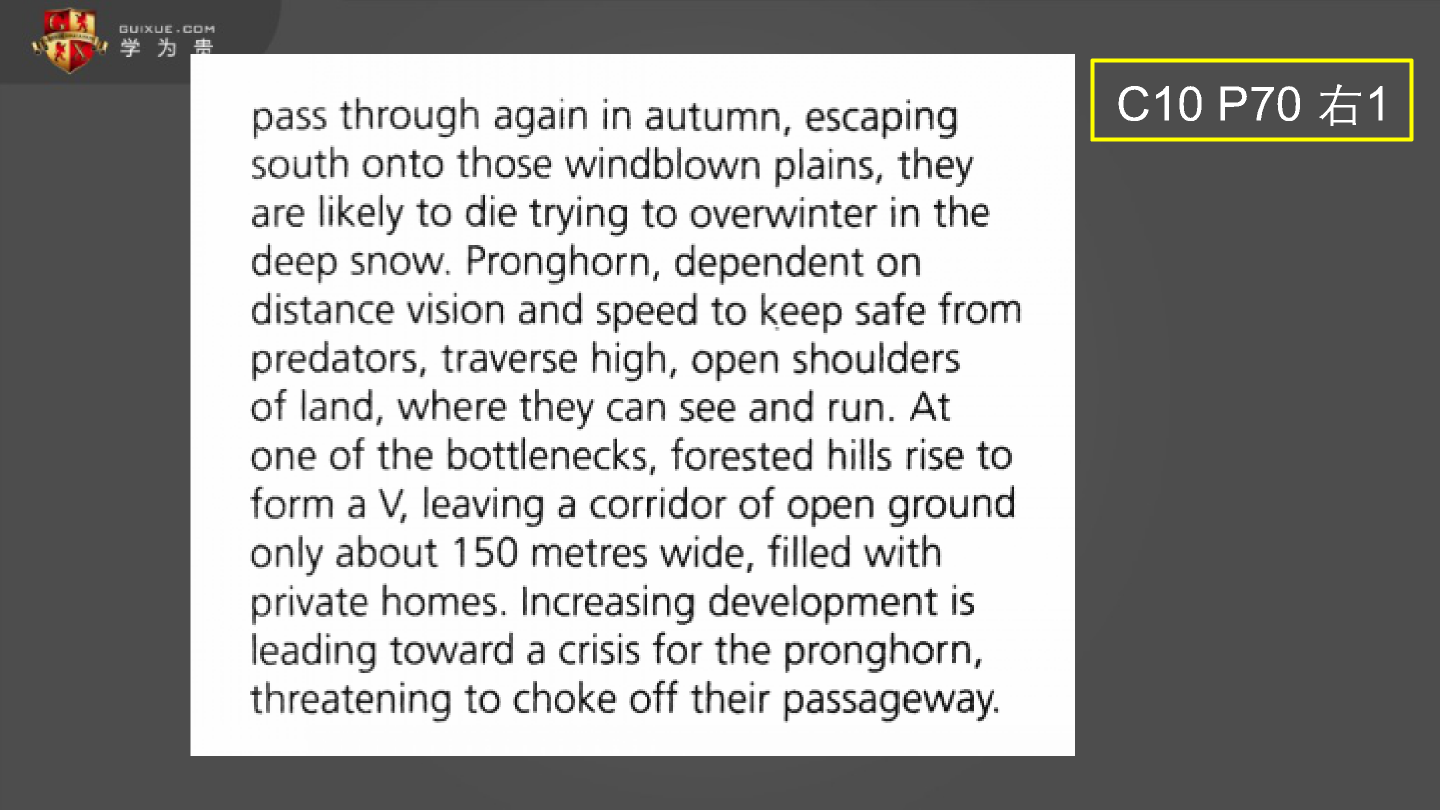 GUIXUE.COM
学为贵
C10 P70 右1
pass through again in autumn, escaping
south onto those windblown plains, they
are likely to die trying to overwinter in the
deep snow. Pronghorn, dependent on
distance vision and speed to keep safe from
predators, traverse high, open shoulders
of land, where they can see and run. At
one of the bottlenecks, forested hills rise to
form a V, leaving a corridor of open ground
only about 150 metres wide, filled with
private homes. Increasing development is
leading toward a crisis for the pronghorn,
threatening to choke off their passageway.